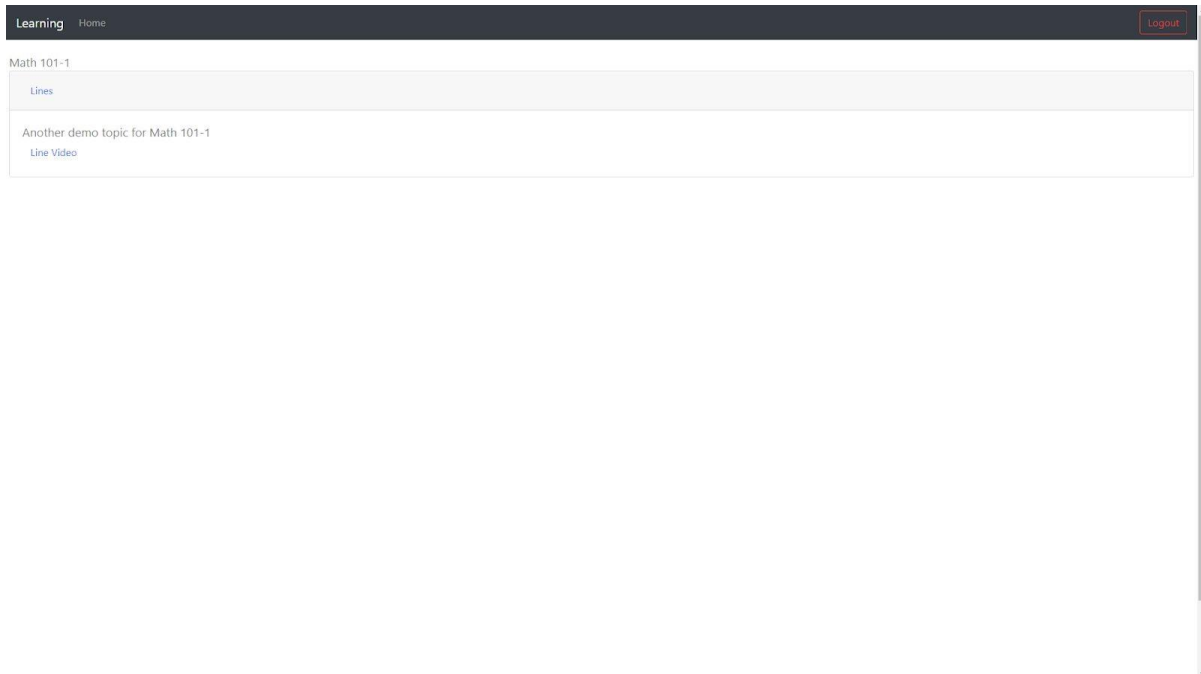 Learning Home Logout
Math 101-1
Lines
Another demo topic for Math 101-1
Line Video